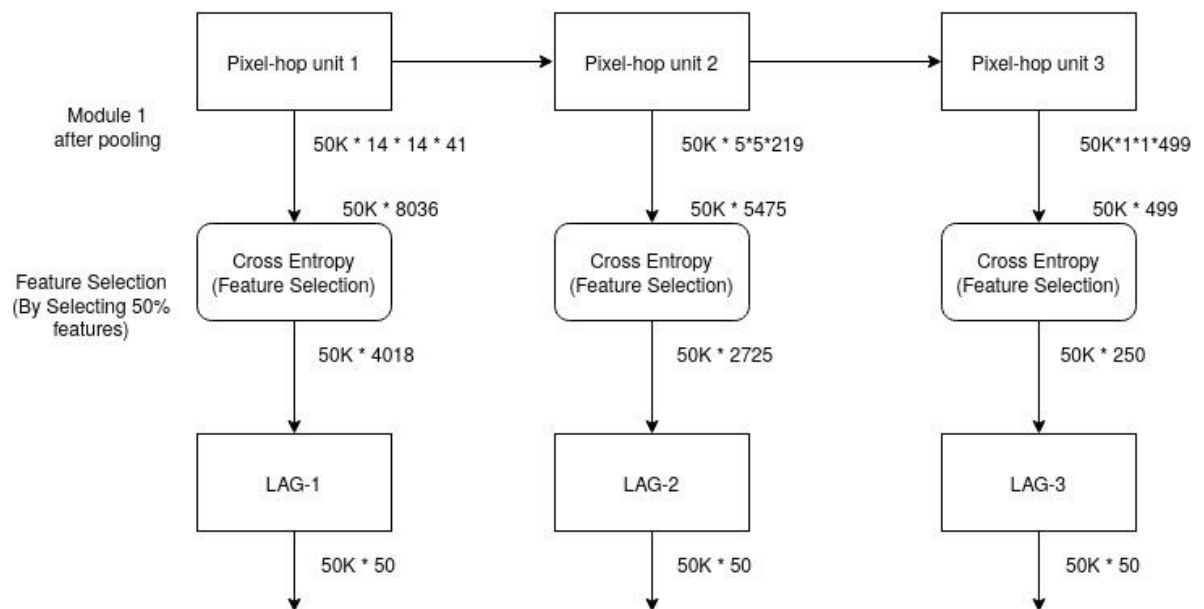 Pixel-hop unit 1
Pixel-hop unit 2
Pixel-hop unit 3
Module 1
after pooling
50K * 14 * 14 * 41
50K * 5*5*219
50K*1*1*499
50K * 8036
50K * 5475
50K * 499
Cross Entropy
(Feature Selection)
Cross Entropy
(Feature Selection)
Cross Entropy
(Feature Selection)
Feature Selection
(By Selecting 50%
features)
50K * 4018
50K * 2725
50K * 250
LAG-1
LAG-2
LAG-3
50K * 50
50K * 50
50K * 50